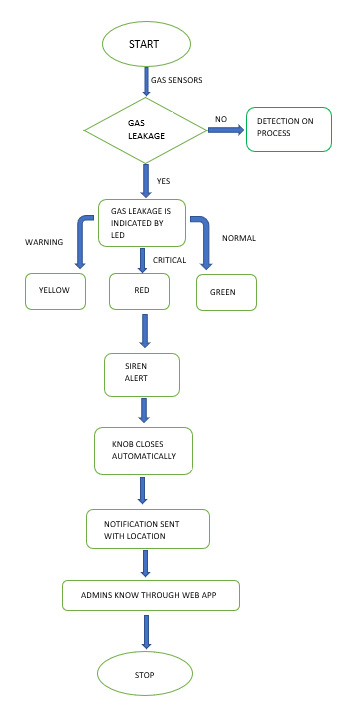 START
GAS SENSORS
GAS
LEAKAGE
NO
DETECTION ON
PROCESS
YES
GAS LEAKAGE IS
INDICATED BY
LED
WARNING
NORMAL
CRITICAL
YELLOW
RED
GREEN
SIREN
ALERT
KNOB CLOSES
AUTOMATICALLY
NOTIFICATION SENT
WITH LOCATION
ADMINS KNOW THROUGH WEB APP
STOP